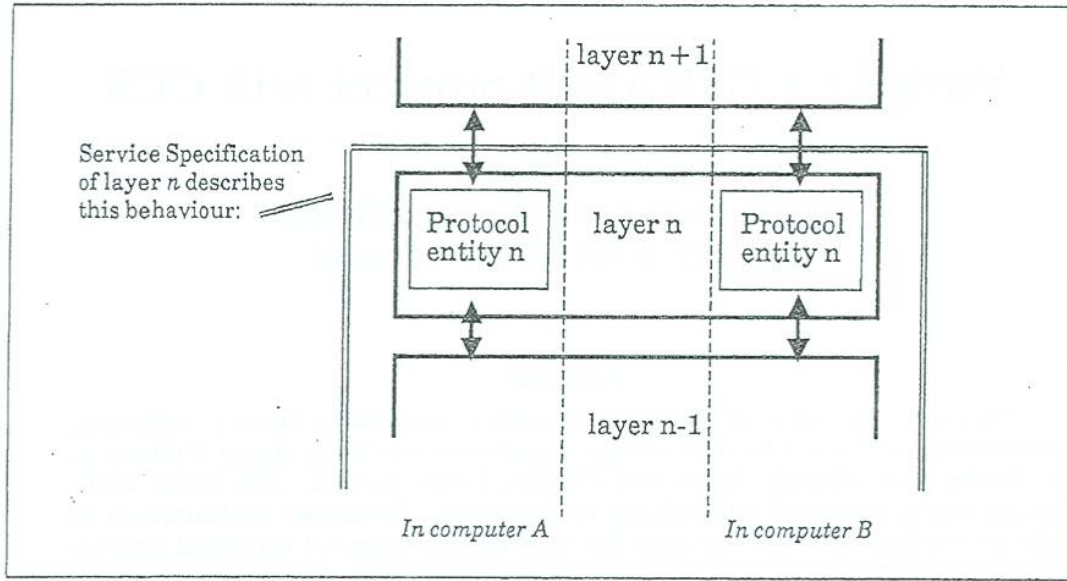 layer n+1
Service Specification
of layer n describes
this behaviour:
Protocol
entity n
layer n
Protocol
entity n
layer n-1
In computer A
In computer B